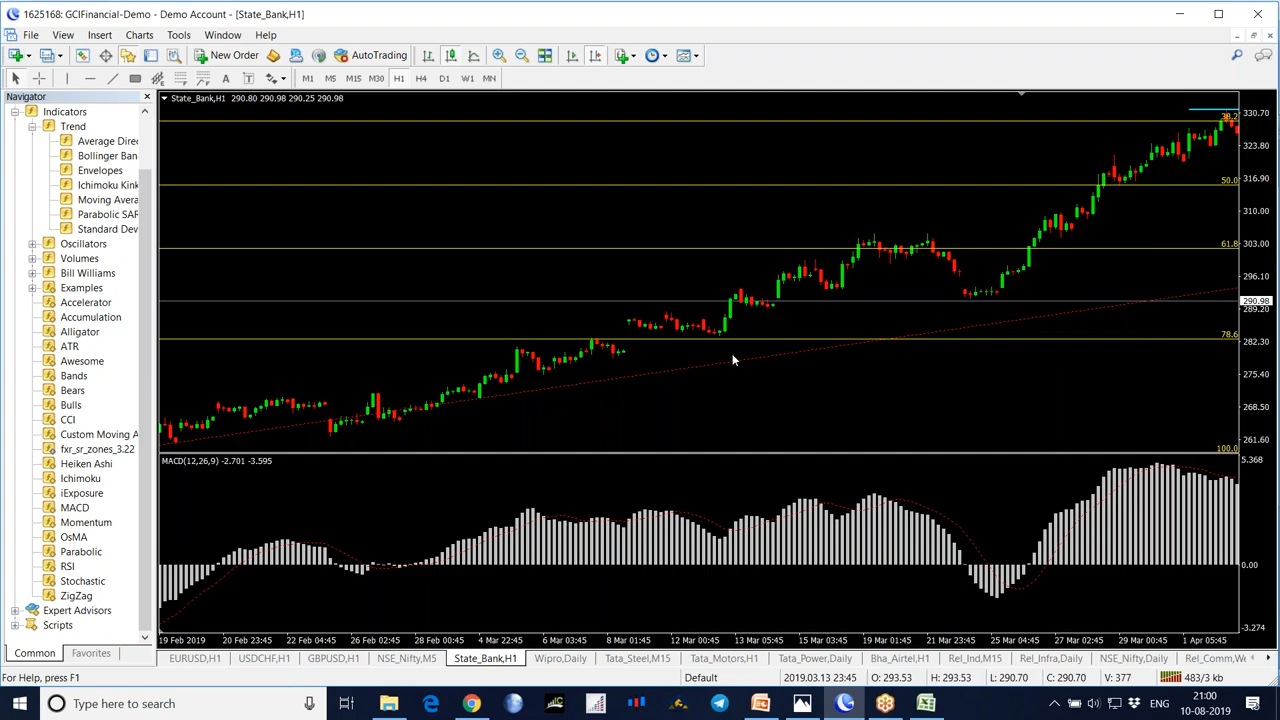 1625168: GCIFinancial-Demo - Demo Account - [State_Bank,H1]
File View Insert Charts Tools Window Help
New Order AutoTrading
M1 M5 M15 M30 H1 H4 D1 W1 MN
Navigator
Indicators
Trend
Average Direc
Bollinger Ban
Envelopes
Ichimoku Kink
Moving Avera
Parabolic SAR
Standard Dev
Oscillators
Volumes
Bill Williams
Examples
Accelerator
Accumulation
Alligator
ATR
Awesome
Bands
Bears
Bulls
CCI
Custom Moving A
fxr_sr_zones_3.22
Heiken Ashi
Ichimoku
iExposure
MACD
Momentum
OsMA
Parabolic
RSI
Stochastic
ZigZag
Expert Advisors
Scripts
Common Favorites
State_Bank,H1 290.80 290.98 290.25 290.98
38.2
50.0
61.8
78.6
100.0
330.70
323.80
316.90
310.00
303.00
296.10
290.98
289.20
282.30
275.40
268.50
261.60
MACD(12,26,9) -2.701 -3.595
5.368
0.00
-3.274
19 Feb 2019 20 Feb 23:45 22 Feb 04:45 26 Feb 02:45 28 Feb 00:45 4 Mar 22:45 6 Mar 03:45 8 Mar 01:45 12 Mar 00:45 13 Mar 05:45 15 Mar 03:45 19 Mar 01:45 21 Mar 23:45 25 Mar 04:45 27 Mar 02:45 29 Mar 00:45 1 Apr 05:45
EURUSD,H1 USDCHF,H1 GBPUSD,H1 NSE_Nifty,M5 State_Bank,H1 Wipro,Daily Tata_Steel,M15 Tata_Motors,H1 Tata_Power,Daily Bha_Airtel,H1 Rel_Ind,M15 Rel_Infra,Daily NSE_Nifty,Daily Rel_Comm,We
For Help, press F1 Default 2019.03.13 23:45 O: 293.53 H: 293.53 L: 290.70 C: 290.70 V: 377 483/3 kb
Type here to search
ENG
21:00
10-08-2019